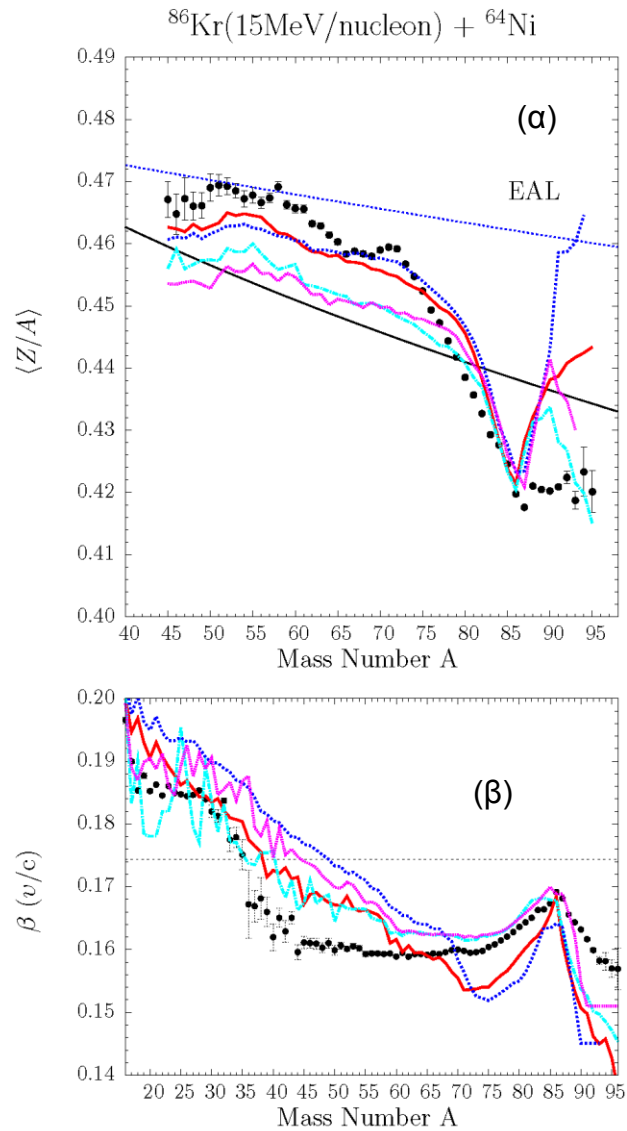 ⁸⁶Kr(15MeV/nucleon) + ⁶⁴Ni
0.49
0.48
0.47
0.46
0.45
0.44
0.43
0.42
0.41
0.40
⟨Z/A⟩
(α)
EAL
40 45 50 55 60 65 70 75 80 85 90 95
Mass Number A
0.20
0.19
0.18
0.17
0.16
0.15
0.14
β (υ/c)
(β)
20 25 30 35 40 45 50 55 60 65 70 75 80 85 90 95
Mass Number A